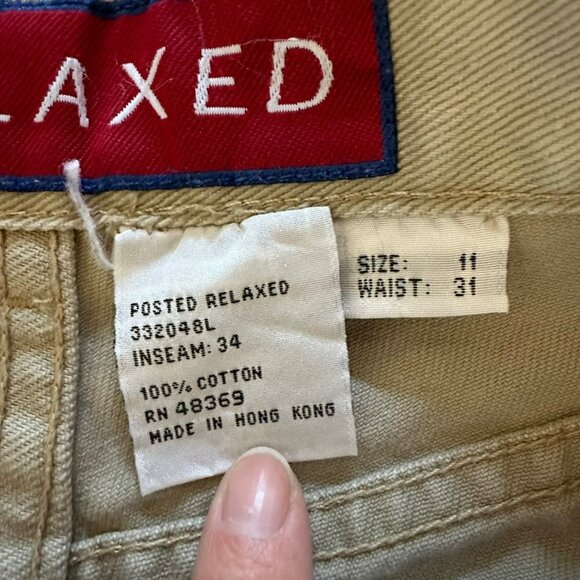 LAXED
POSTED RELAXED
332048L
INSEAM: 34
100% COTTON
RN 48369
MADE IN HONG KONG
SIZE: 11
WAIST: 31